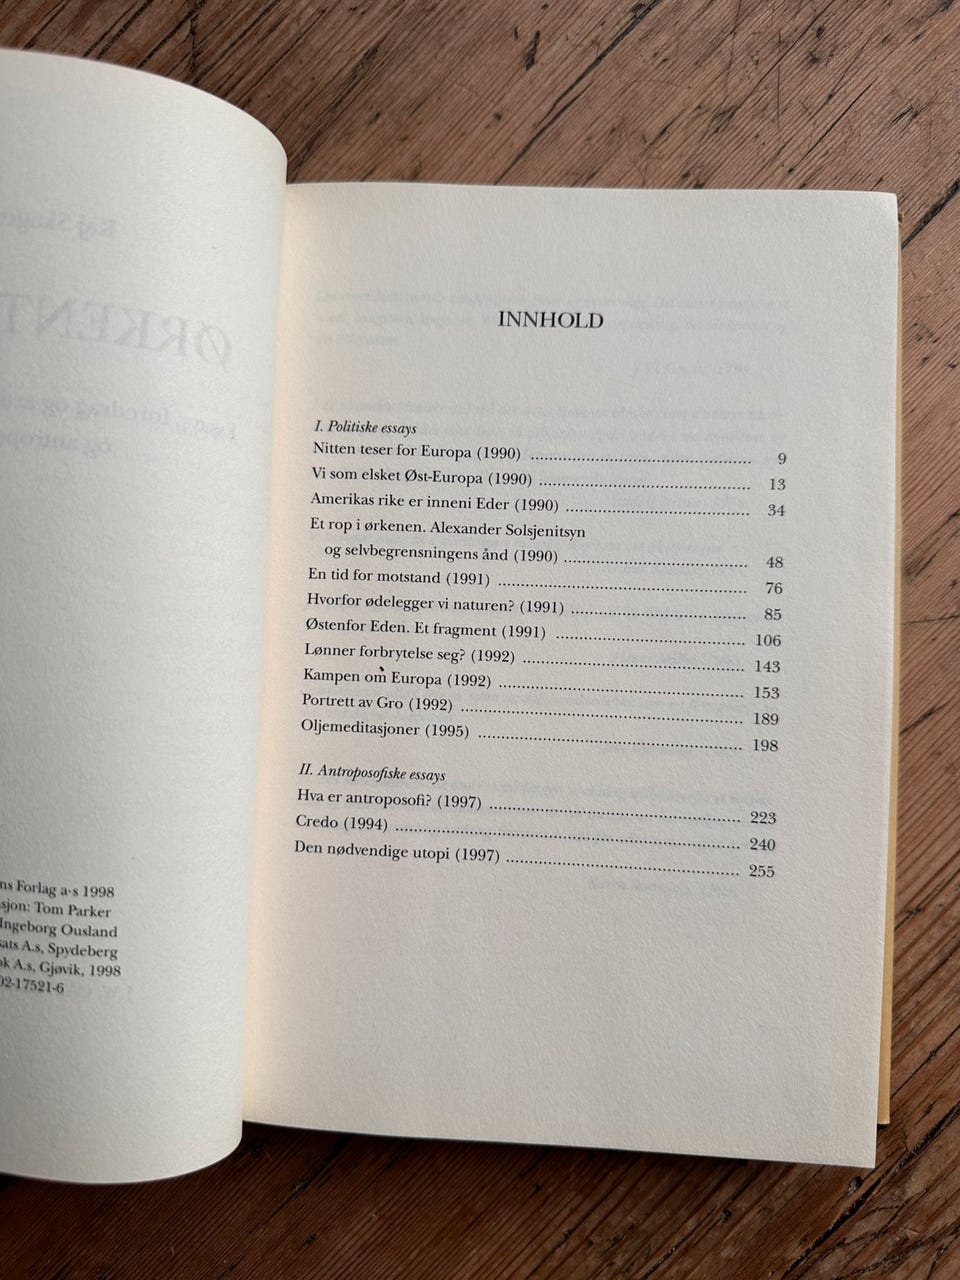 INNHOLD
I. Politiske essays
Nitten teser for Europa (1990) ........ 9
Vi som elsket Øst-Europa (1990) ........ 13
Amerikas rike er inneni Eder (1990) ........ 34
Et rop i ørkenen. Alexander Solsjenitsyn
og selvbegrensningens ånd (1990) ........ 48
En tid for motstand (1991) ........ 76
Hvorfor ødelegger vi naturen? (1991) ........ 85
Østenfor Eden. Et fragment (1991) ........ 106
Lønner forbrytelse seg? (1992) ........ 143
Kampen om Europa (1992) ........ 153
Portrett av Gro (1992) ........ 189
Oljemeditasjoner (1995) ........ 198
II. Antroposofiske essays
Hva er antroposofi? (1997) ........ 223
Credo (1994) ........ 240
Den nødvendige utopi (1997) ........ 255
ns Forlag a·s 1998
sjon: Tom Parker
Ingeborg Ousland
sats A.s, Spydeberg
ok A.s, Gjøvik, 1998
02-17521-6